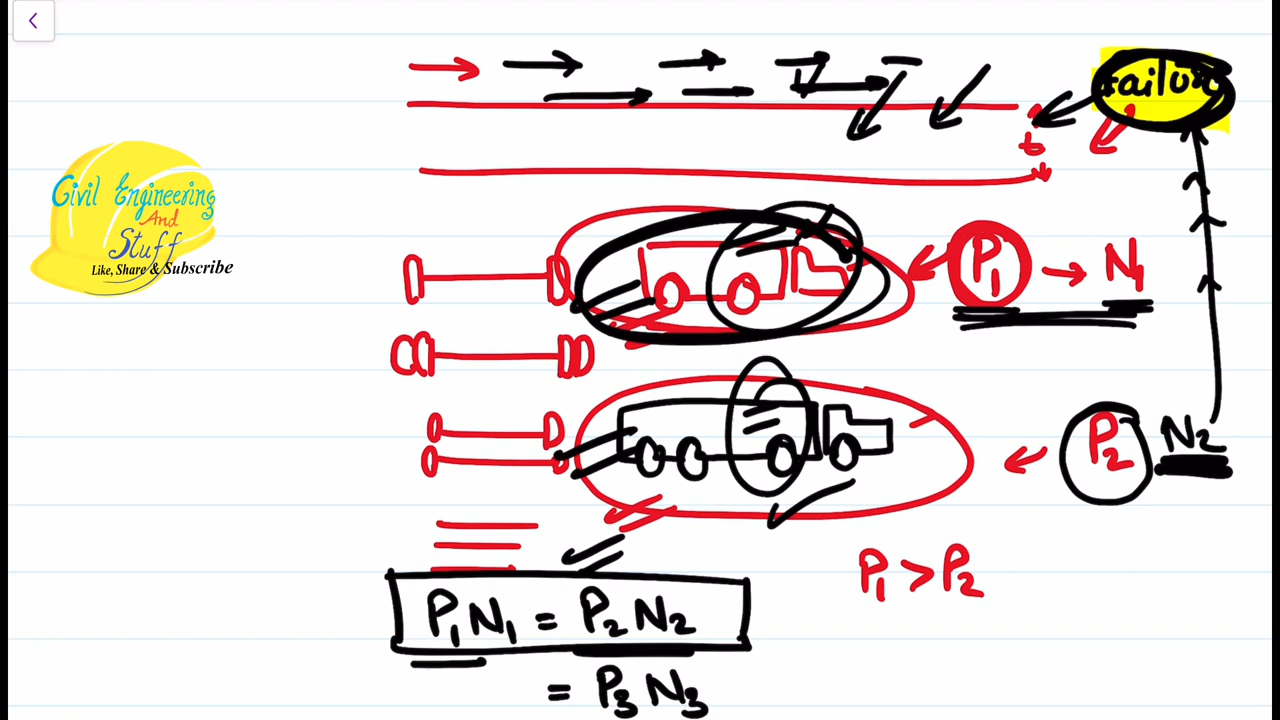 failure
t
Civil Engineering
And
Stuff
Like, Share & Subscribe
P₁ → N₁
P₂ N₂
P₁ > P₂
P₁N₁ = P₂N₂
= P₃N₃